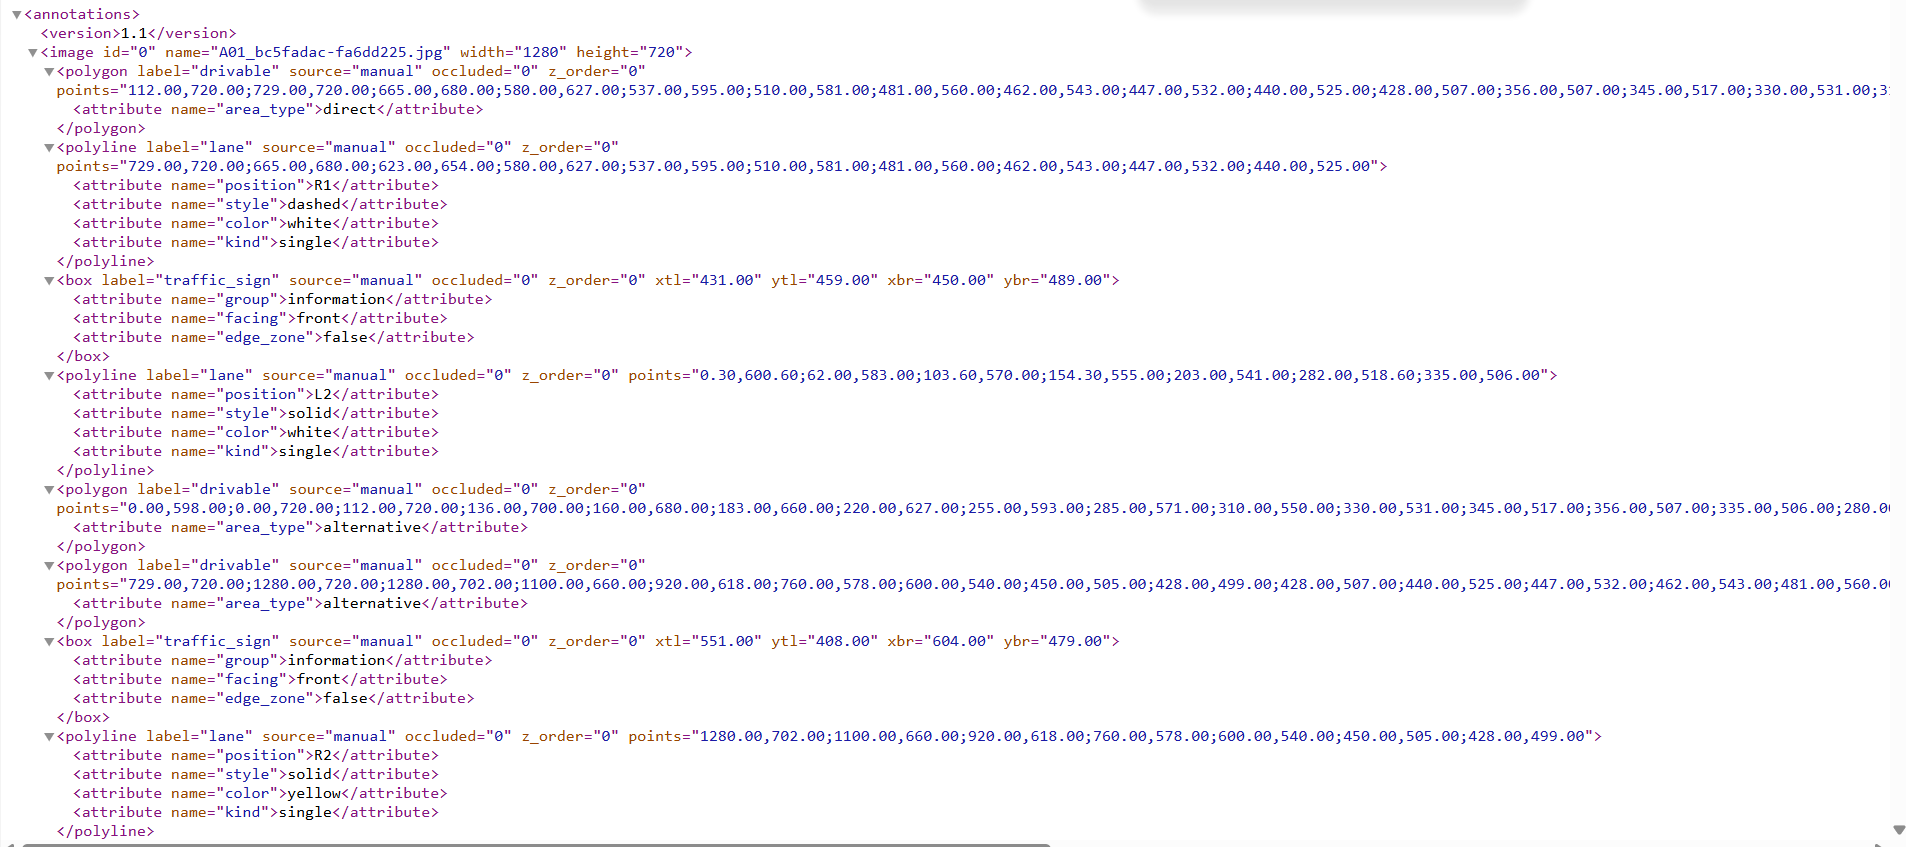 ▼<annotations>
<version>1.1</version>
▼<image id="0" name="A01_bc5fadac-fa6dd225.jpg" width="1280" height="720">
▼<polygon label="drivable" source="manual" occluded="0" z_order="0"
points="112.00,720.00;729.00,720.00;665.00,680.00;580.00,627.00;537.00,595.00;510.00,581.00;481.00,560.00;462.00,543.00;447.00,532.00;440.00,525.00;428.00,507.00;356.00,507.00;345.00,517.00;330.00,531.00;3
<attribute name="area_type">direct</attribute>
</polygon>
▼<polyline label="lane" source="manual" occluded="0" z_order="0"
points="729.00,720.00;665.00,680.00;623.00,654.00;580.00,627.00;537.00,595.00;510.00,581.00;481.00,560.00;462.00,543.00;447.00,532.00;440.00,525.00">
<attribute name="position">R1</attribute>
<attribute name="style">dashed</attribute>
<attribute name="color">white</attribute>
<attribute name="kind">single</attribute>
</polyline>
▼<box label="traffic_sign" source="manual" occluded="0" z_order="0" xtl="431.00" ytl="459.00" xbr="450.00" ybr="489.00">
<attribute name="group">information</attribute>
<attribute name="facing">front</attribute>
<attribute name="edge_zone">false</attribute>
</box>
▼<polyline label="lane" source="manual" occluded="0" z_order="0" points="0.30,600.60;62.00,583.00;103.60,570.00;154.30,555.00;203.00,541.00;282.00,518.60;335.00,506.00">
<attribute name="position">L2</attribute>
<attribute name="style">solid</attribute>
<attribute name="color">white</attribute>
<attribute name="kind">single</attribute>
</polyline>
▼<polygon label="drivable" source="manual" occluded="0" z_order="0"
points="0.00,598.00;0.00,720.00;112.00,720.00;136.00,700.00;160.00,680.00;183.00,660.00;220.00,627.00;255.00,593.00;285.00,571.00;310.00,550.00;330.00,531.00;345.00,517.00;356.00,507.00;335.00,506.00;280.0
<attribute name="area_type">alternative</attribute>
</polygon>
▼<polygon label="drivable" source="manual" occluded="0" z_order="0"
points="729.00,720.00;1280.00,720.00;1280.00,702.00;1100.00,660.00;920.00,618.00;760.00,578.00;600.00,540.00;450.00,505.00;428.00,499.00;428.00,507.00;440.00,525.00;447.00,532.00;462.00,543.00;481.00,560.0
<attribute name="area_type">alternative</attribute>
</polygon>
▼<box label="traffic_sign" source="manual" occluded="0" z_order="0" xtl="551.00" ytl="408.00" xbr="604.00" ybr="479.00">
<attribute name="group">information</attribute>
<attribute name="facing">front</attribute>
<attribute name="edge_zone">false</attribute>
</box>
▼<polyline label="lane" source="manual" occluded="0" z_order="0" points="1280.00,702.00;1100.00,660.00;920.00,618.00;760.00,578.00;600.00,540.00;450.00,505.00;428.00,499.00">
<attribute name="position">R2</attribute>
<attribute name="style">solid</attribute>
<attribute name="color">yellow</attribute>
<attribute name="kind">single</attribute>
</polyline>